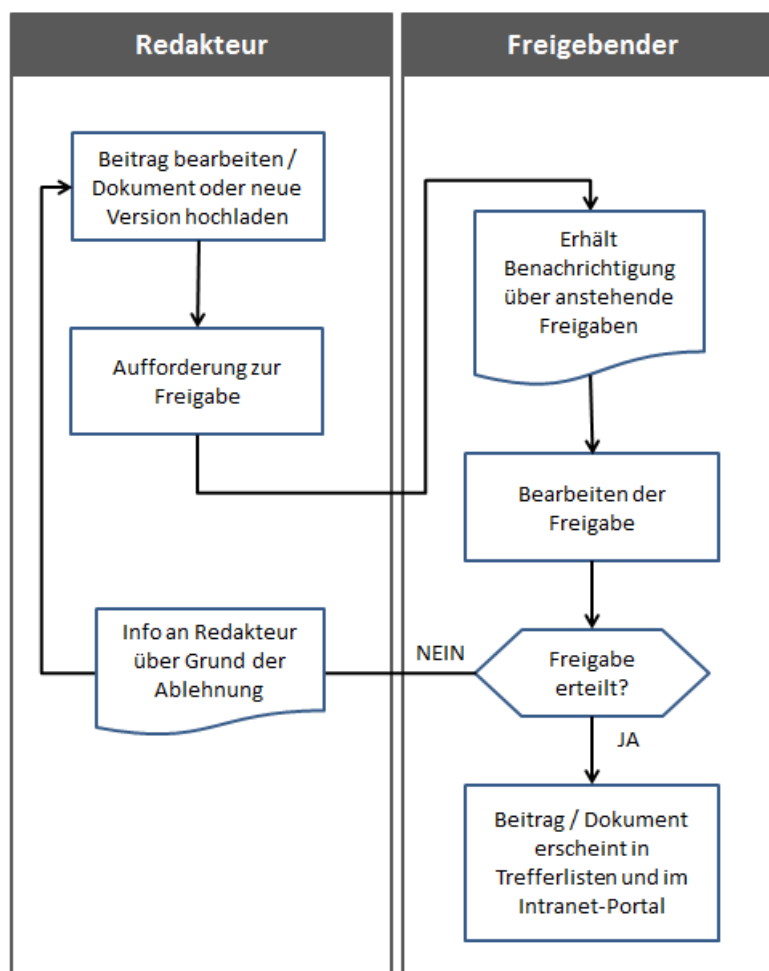 Redakteur
Freigebender
Beitrag bearbeiten /
Dokument oder neue
Version hochladen
Aufforderung zur
Freigabe
Erhält
Benachrichtigung
über anstehende
Freigaben
Bearbeiten der
Freigabe
Freigabe
erteilt?
NEIN
Info an Redakteur
über Grund der
Ablehnung
JA
Beitrag / Dokument
erscheint in
Trefferlisten und im
Intranet-Portal